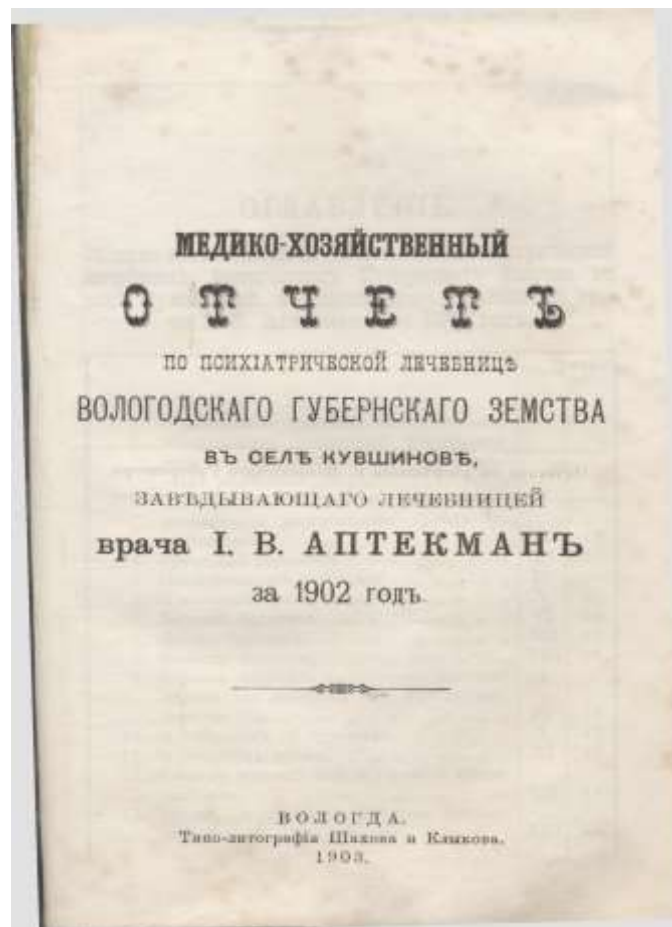 МЕДИКО-ХОЗЯЙСТВЕННЫЙ
ОТЧЕТЪ
ПО ПСИХІАТРИЧЕСКОЙ ЛЕЧЕБНИЦѢ
ВОЛОГОДСКАГО ГУБЕРНСКАГО ЗЕМСТВА
ВЪ СЕЛѢ КУВШИНОВѢ,
ЗАВѢДЫВАЮЩАГО ЛЕЧЕБНИЦЕЙ
врача І. В. АПТЕКМАНЪ
за 1902 годъ.
ВОЛОГДА.
Типо-литографія Шахова и Клыкова.
1903.